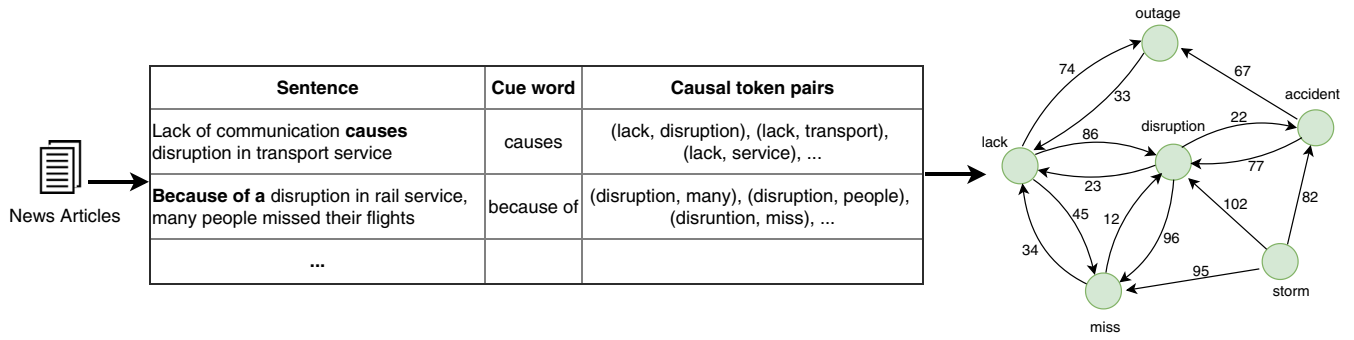 News Articles
Sentence
Cue word
Causal token pairs
Lack of communication causes
disruption in transport service
causes
(lack, disruption), (lack, transport),
(lack, service), ...
Because of a disruption in rail service,
many people missed their flights
because of
(disruption, many), (disruption, people),
(disruntion, miss), ...
...
outage
74
33
67
accident
lack
86
disruption
22
77
23
45
12
96
102
82
34
95
storm
miss